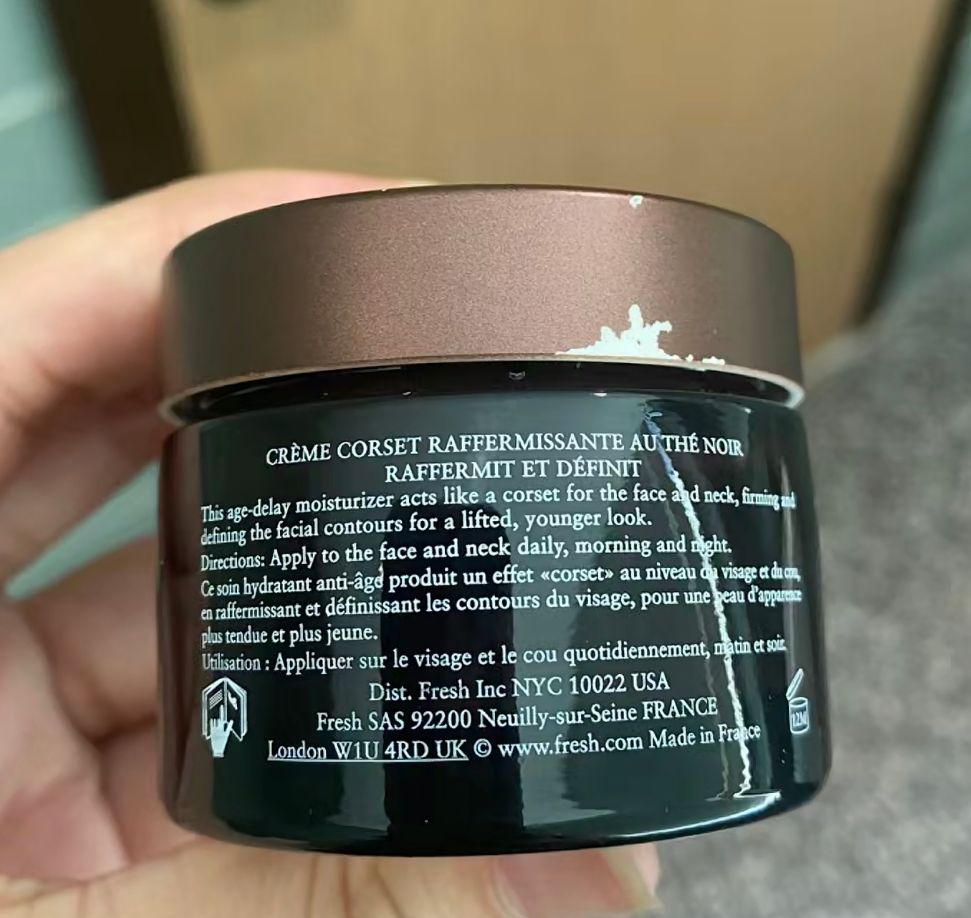 CRÈME CORSET RAFFERMISSANTE AU THÉ NOIR
RAFFERMIT ET DÉFINIT
This age-delay moisturizer acts like a corset for the face and neck, firming and
defining the facial contours for a lifted, younger look.
Directions: Apply to the face and neck daily, morning and night.
Ce soin hydratant anti-âge produit un effet «corset» au niveau du visage et du cou,
en raffermissant et définissant les contours du visage, pour une peau d'apparence
plus tendue et plus jeune.
Utilisation : Appliquer sur le visage et le cou quotidiennement, matin et soir.
Dist. Fresh Inc NYC 10022 USA
Fresh SAS 92200 Neuilly-sur-Seine FRANCE
London W1U 4RD UK © www.fresh.com Made in France
12M